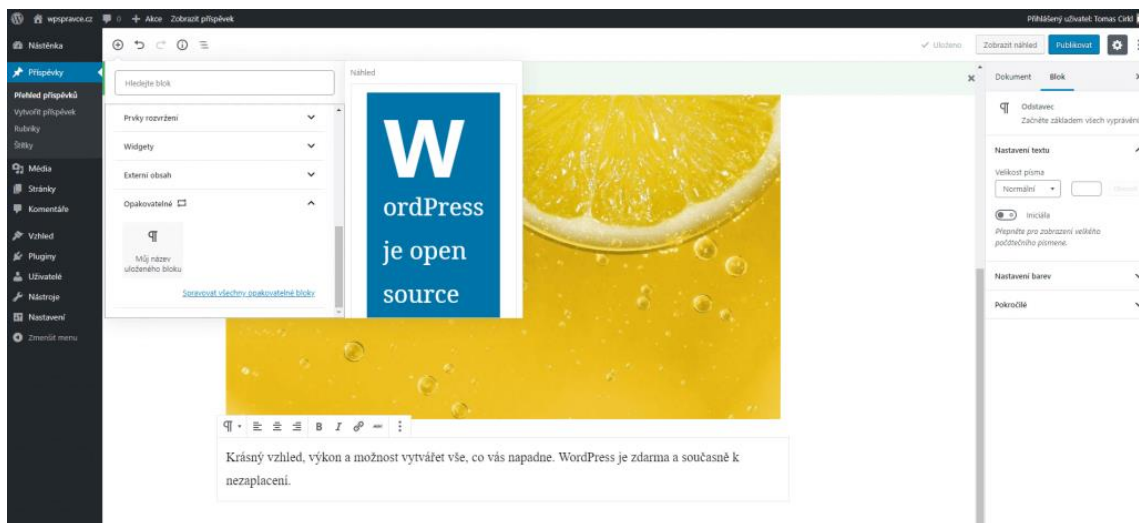 wpspravce.cz 0 + Akce Zobrazit příspěvek
Přihlášený uživatel: Tomas Cirkl
Nástěnka
Příspěvky
Přehled příspěvků
Vytvořit příspěvek
Rubriky
Štítky
Média
Stránky
Komentáře
Vzhled
Pluginy
Uživatelé
Nástroje
Nastavení
Zmenšit menu
Uloženo
Zobrazit náhled
Publikovat
Hledejte blok
Prvky rozvržení
Widgety
Externí obsah
Opakovatelné
Můj název
uloženého bloku
Spravovat všechny opakovatelné bloky
Náhled
W
ordPress
je open
source
B I
Krásný vzhled, výkon a možnost vytvářet vše, co vás napadne. WordPress je zdarma a současně k
nezaplacení.
Dokument Blok
Odstavec
Začněte základem všech vyprávění
Nastavení textu
Velikost písma
Normální
Iniciála
Přepněte pro zobrazení velkého
počátečního písmene.
Nastavení barev
Pokročilé